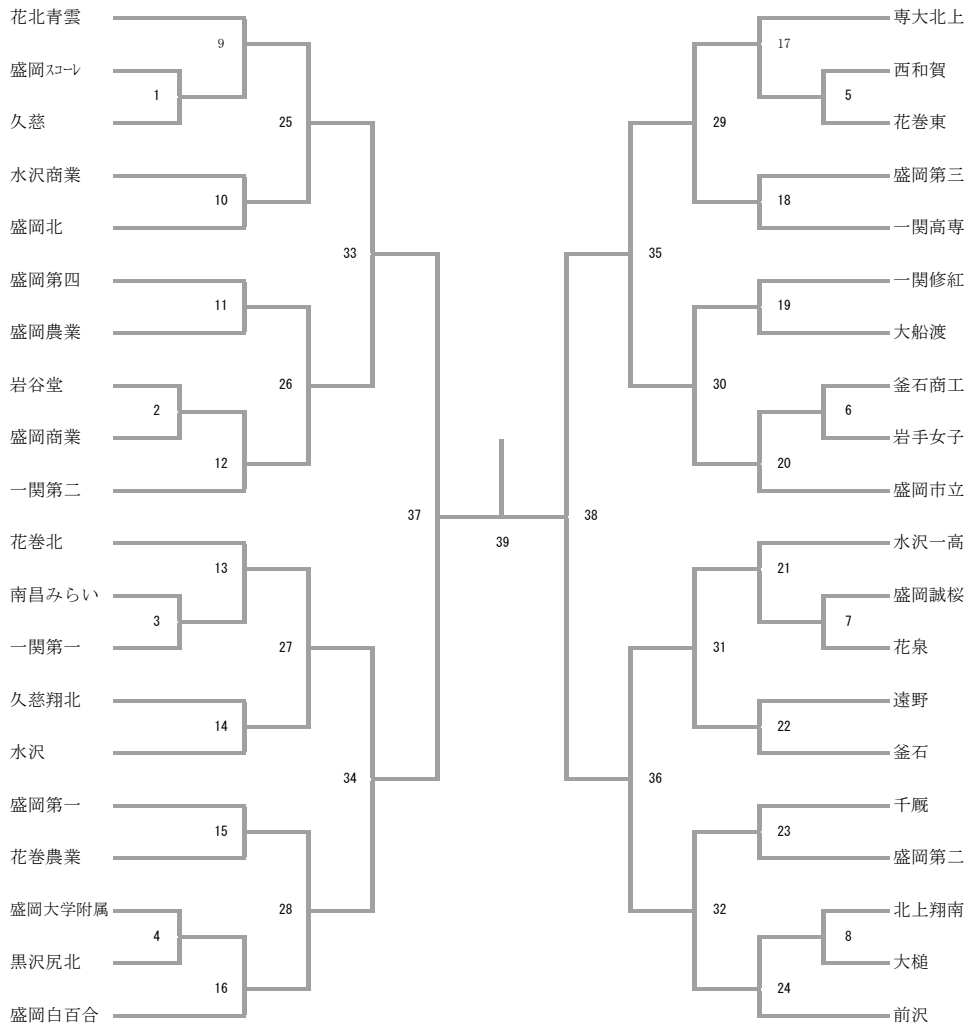 花北青雲
専大北上
9
17
盛岡スコーレ
西和賀
1
5
久慈
25
29
花巻東
水沢商業
盛岡第三
10
18
盛岡北
一関高専
33
35
盛岡第四
一関修紅
11
19
盛岡農業
大船渡
岩谷堂
26
30
釜石商工
2
6
盛岡商業
岩手女子
12
20
一関第二
盛岡市立
37
38
39
花巻北
水沢一高
13
21
南昌みらい
盛岡誠桜
3
7
一関第一
27
31
花泉
久慈翔北
遠野
14
22
水沢
釜石
34
36
盛岡第一
千厩
15
23
花巻農業
盛岡第二
盛岡大学附属
28
32
北上翔南
4
8
黒沢尻北
大槌
16
24
盛岡白百合
前沢